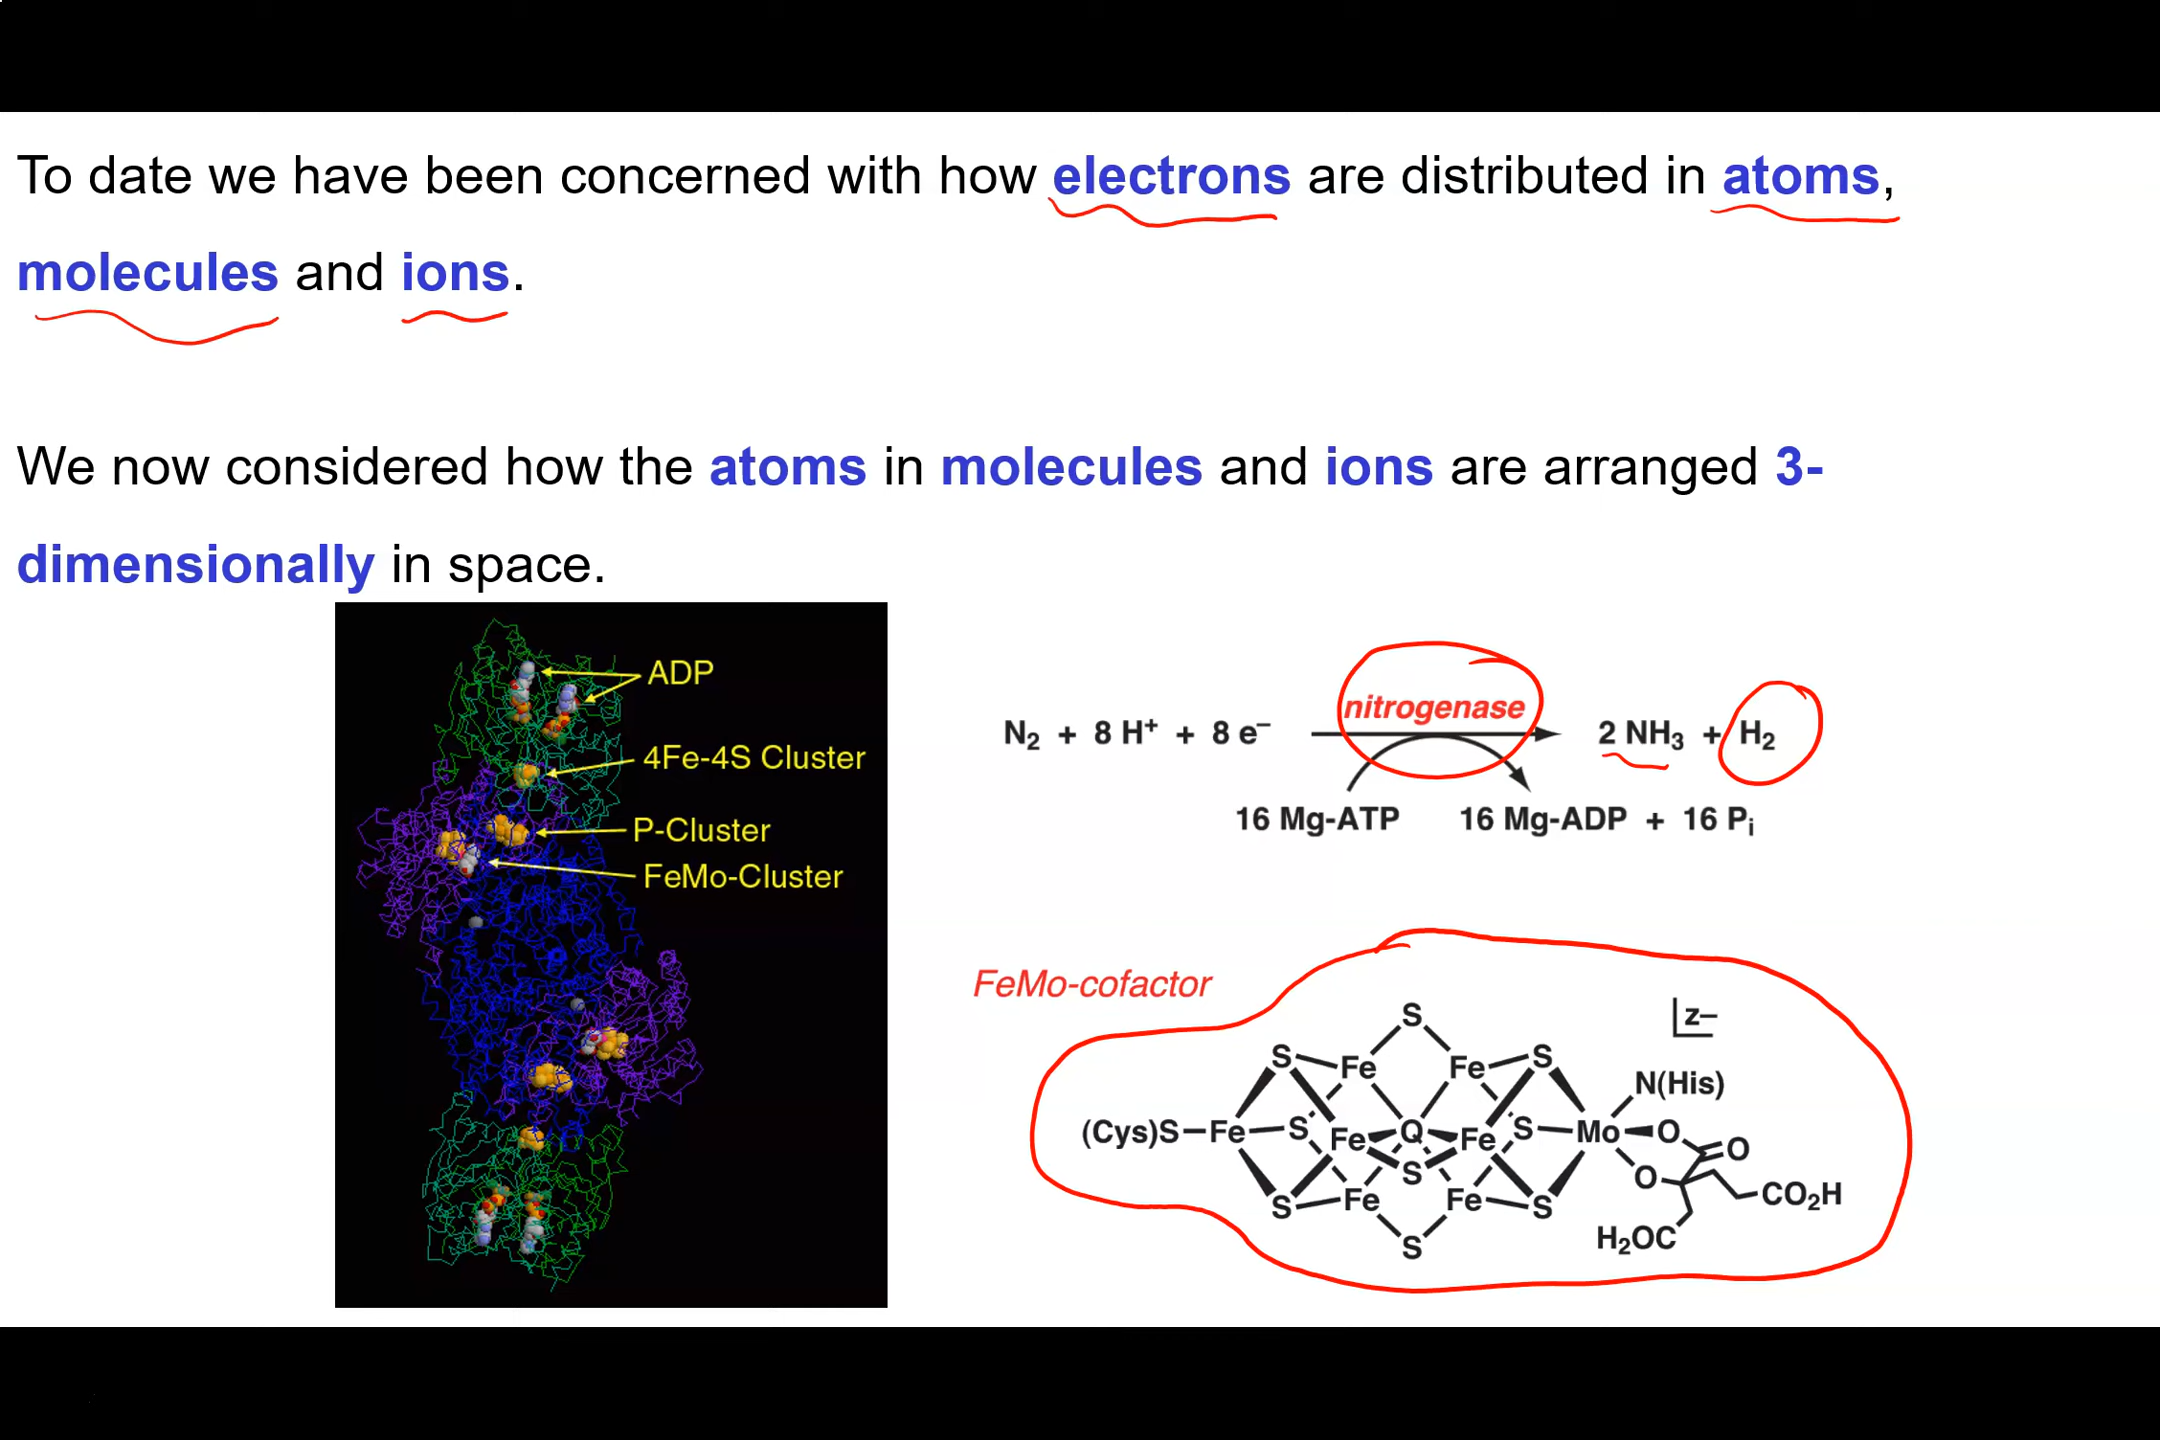 To date we have been concerned with how electrons are distributed in atoms,
molecules and ions.
We now considered how the atoms in molecules and ions are arranged 3-
dimensionally in space.
ADP
4Fe-4S Cluster
P-Cluster
FeMo-Cluster
nitrogenase
N₂ + 8 H⁺ + 8 e⁻ 2 NH₃ + H₂
16 Mg-ATP 16 Mg-ADP + 16 Pᵢ
FeMo-cofactor
z–
S
S Fe Fe S
N(His)
(Cys)S Fe S Fe Q Fe S Mo O O
S
O
S Fe Fe S CO₂H
S
H₂OC